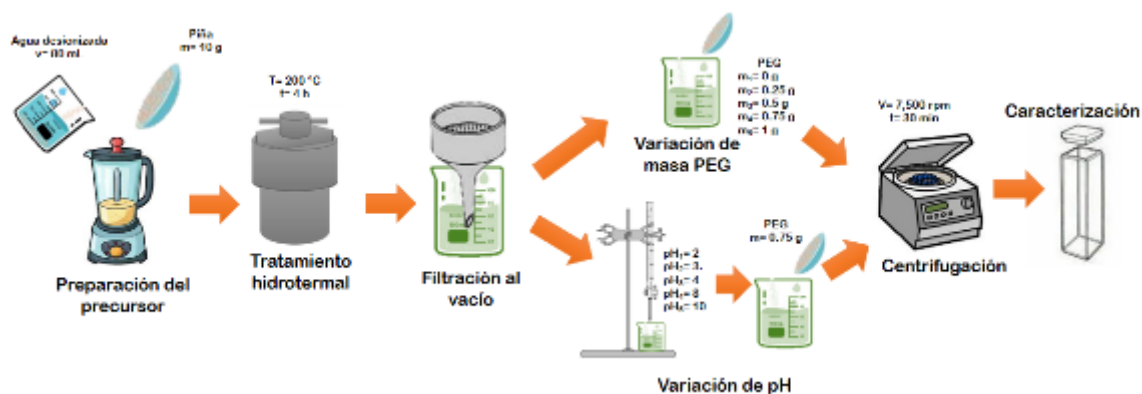 Agua desionizada
v= 80 ml
Piña
m= 40 g
Preparación del
precursor
T= 200 °C
t= 4 h
Tratamiento
hidrotermal
Filtración al
vacío
PEG
m₁= 0 g
m₂= 0.25 g
m₃= 0.5 g
m₄= 0.75 g
m₅= 1 g
Variación de
masa PEG
pH₁= 2
pH₂= 3.
pH₃= 4
pH₄= 8
pH₅= 10
PEG
m= 0.75 g
Variación de pH
V= 7,500 rpm
t= 30 min
Centrifugación
Caracterización